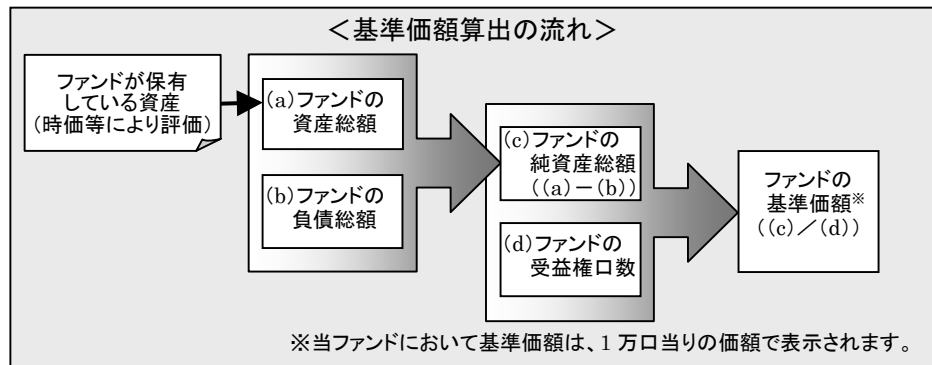 ＜基準価額算出の流れ＞
ファンドが保有
している資産
（時価等により評価）
(a)ファンドの
資産総額
(b)ファンドの
負債総額
(c)ファンドの
純資産総額
((a)－(b))
(d)ファンドの
受益権口数
ファンドの
基準価額※
((c)／(d))
※当ファンドにおいて基準価額は、1 万口当りの価額で表示されます。